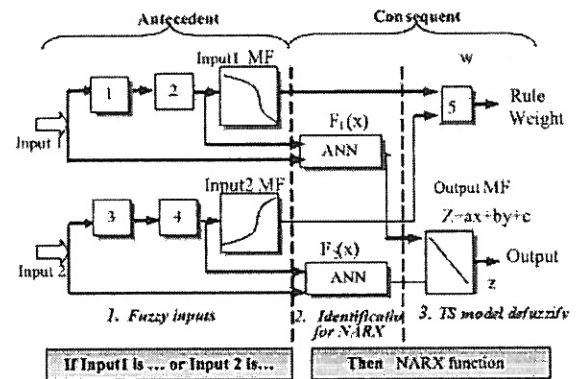 Antecedent
Consequent
Input1 MF
w
1
2
5
Rule
Weight
F₁(x)
ANN
Input 1
Input2 MF
Output MF
Z=ax+by+c
3
4
F₂(x)
Output
ANN
z
Input 2
1. Fuzzy inputs
2. Identification
for NARX
3. TS model defuzzify
If Input1 is ... or Input 2 is...
Then NARX function